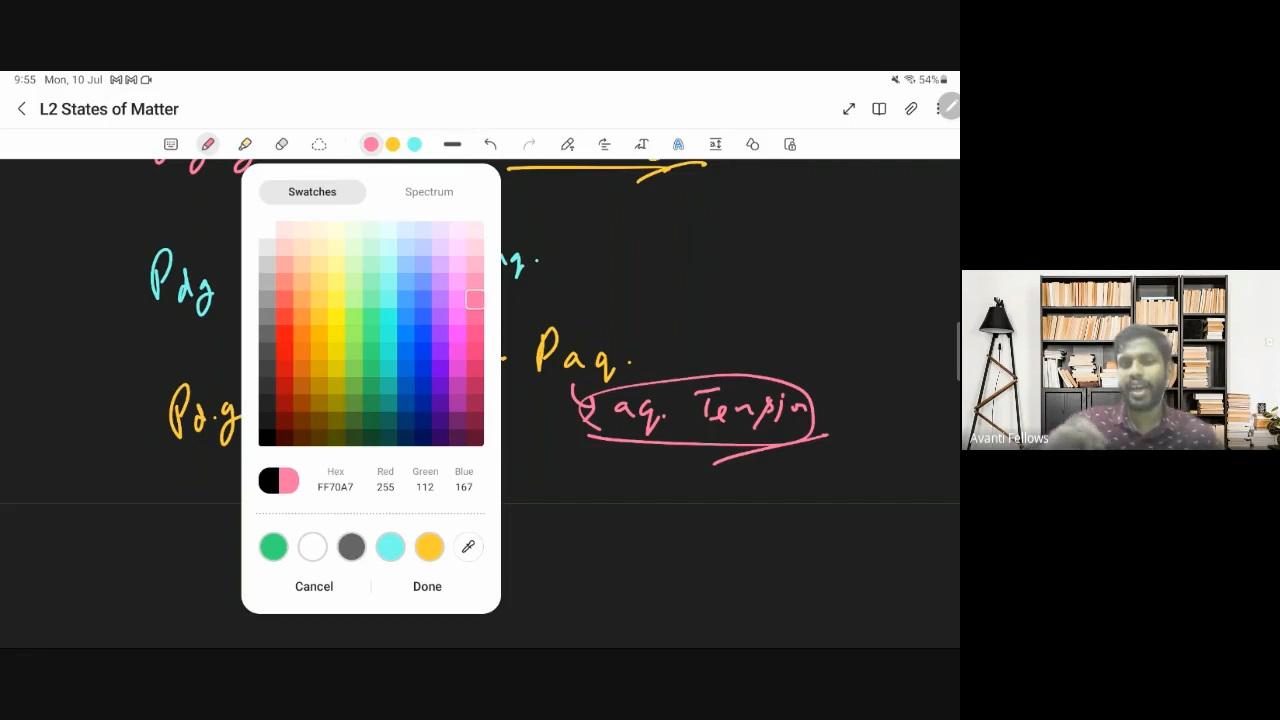 9:55 Mon, 10 Jul 54%
L2 States of Matter
Swatches Spectrum
Pdg aq.
Pd.g - Paq.
aq. Tension
Hex Red Green Blue
FF70A7 255 112 167
Cancel Done
Avanti Fellows